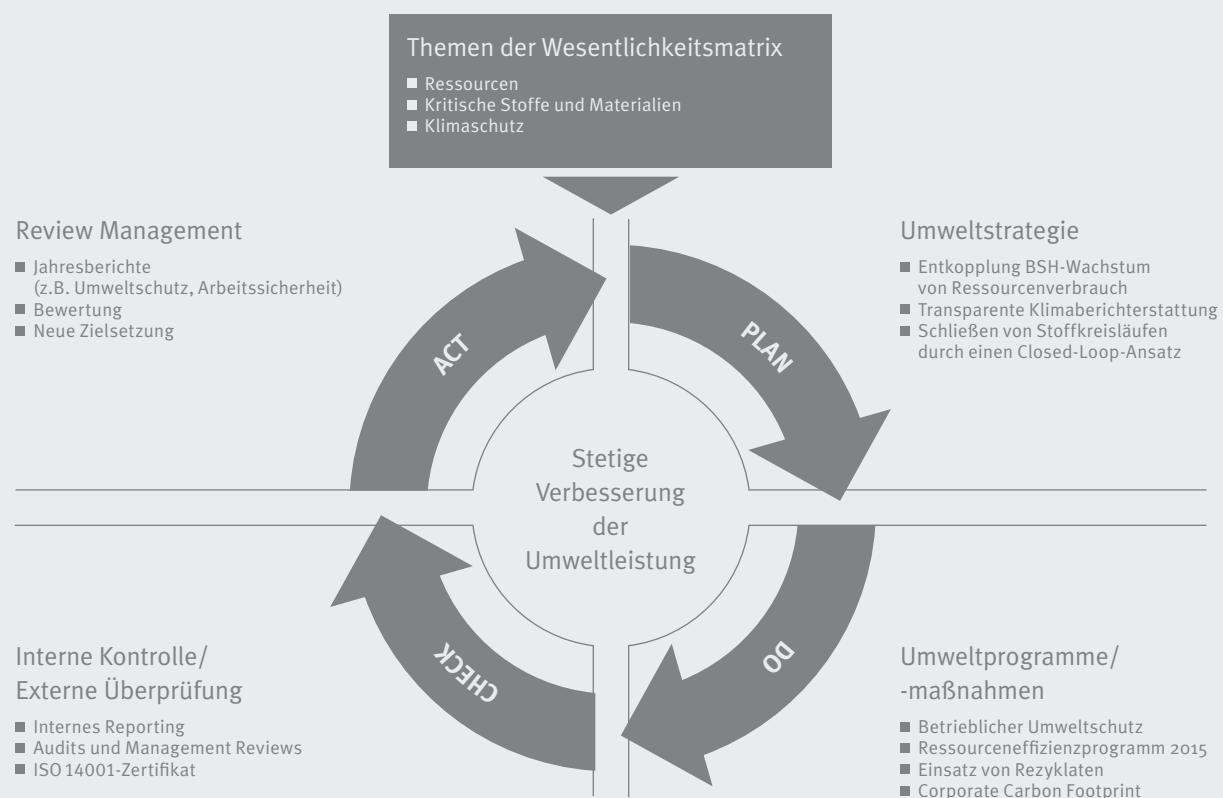 Themen der Wesentlichkeitsmatrix
Ressourcen
Kritische Stoffe und Materialien
Klimaschutz
Review Management
Jahresberichte
(z.B. Umweltschutz, Arbeitssicherheit)
Bewertung
Neue Zielsetzung
Umweltstrategie
Entkopplung BSH-Wachstum
von Ressourcenverbrauch
Transparente Klimaberichterstattung
Schließen von Stoffkreisläufen
durch einen Closed-Loop-Ansatz
ACT
PLAN
Stetige
Verbesserung
der
Umweltleistung
CHECK
DO
Interne Kontrolle/
Externe Überprüfung
Internes Reporting
Audits und Management Reviews
ISO 14001-Zertifikat
Umweltprogramme/
-maßnahmen
Betrieblicher Umweltschutz
Ressourceneffizienzprogramm 2015
Einsatz von Rezyklaten
Corporate Carbon Footprint